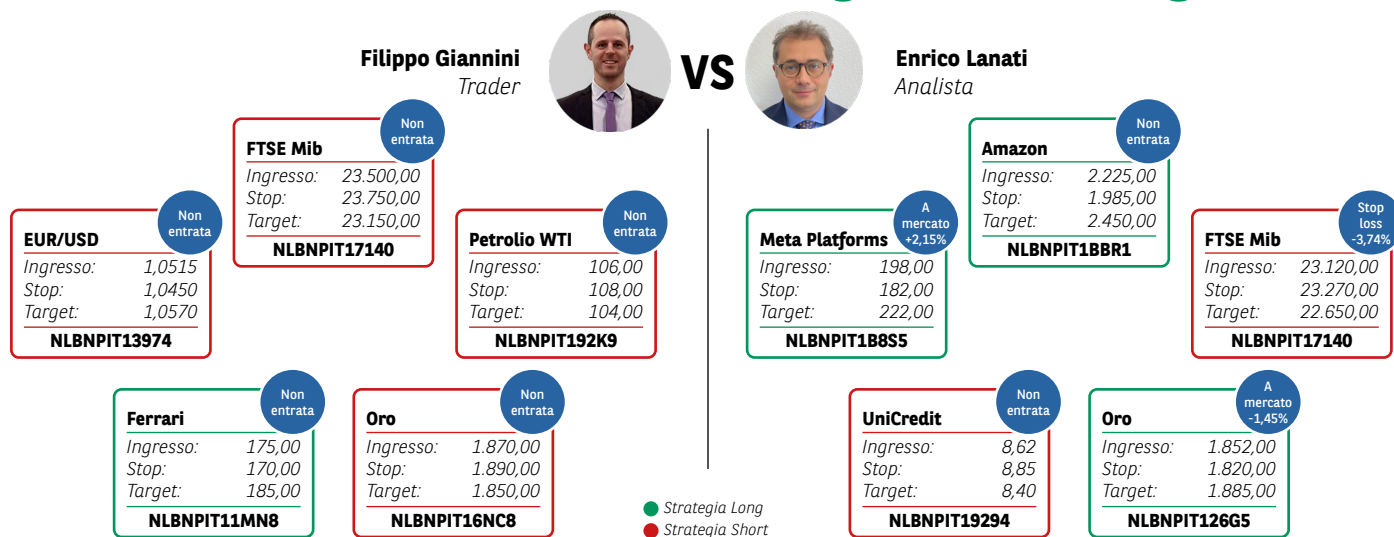 Filippo Giannini
Trader
VS
Enrico Lanati
Analista
Non
entrata
FTSE Mib
Ingresso: 23.500,00
Stop: 23.750,00
Target: 23.150,00
NLBNPIT17140
Non
entrata
EUR/USD
Ingresso: 1,0515
Stop: 1,0450
Target: 1,0570
NLBNPIT13974
Non
entrata
Petrolio WTI
Ingresso: 106,00
Stop: 108,00
Target: 104,00
NLBNPIT192K9
Non
entrata
Ferrari
Ingresso: 175,00
Stop: 170,00
Target: 185,00
NLBNPIT11MN8
Non
entrata
Oro
Ingresso: 1.870,00
Stop: 1.890,00
Target: 1.850,00
NLBNPIT16NC8
Non
entrata
Amazon
Ingresso: 2.225,00
Stop: 1.985,00
Target: 2.450,00
NLBNPIT1BBR1
A
mercato
+2,15%
Meta Platforms
Ingresso: 198,00
Stop: 182,00
Target: 222,00
NLBNPIT1B8S5
Stop
loss
-3,74%
FTSE Mib
Ingresso: 23.120,00
Stop: 23.270,00
Target: 22.650,00
NLBNPIT17140
Non
entrata
UniCredit
Ingresso: 8,62
Stop: 8,85
Target: 8,40
NLBNPIT19294
A
mercato
-1,45%
Oro
Ingresso: 1.852,00
Stop: 1.820,00
Target: 1.885,00
NLBNPIT126G5
Strategia Long
Strategia Short